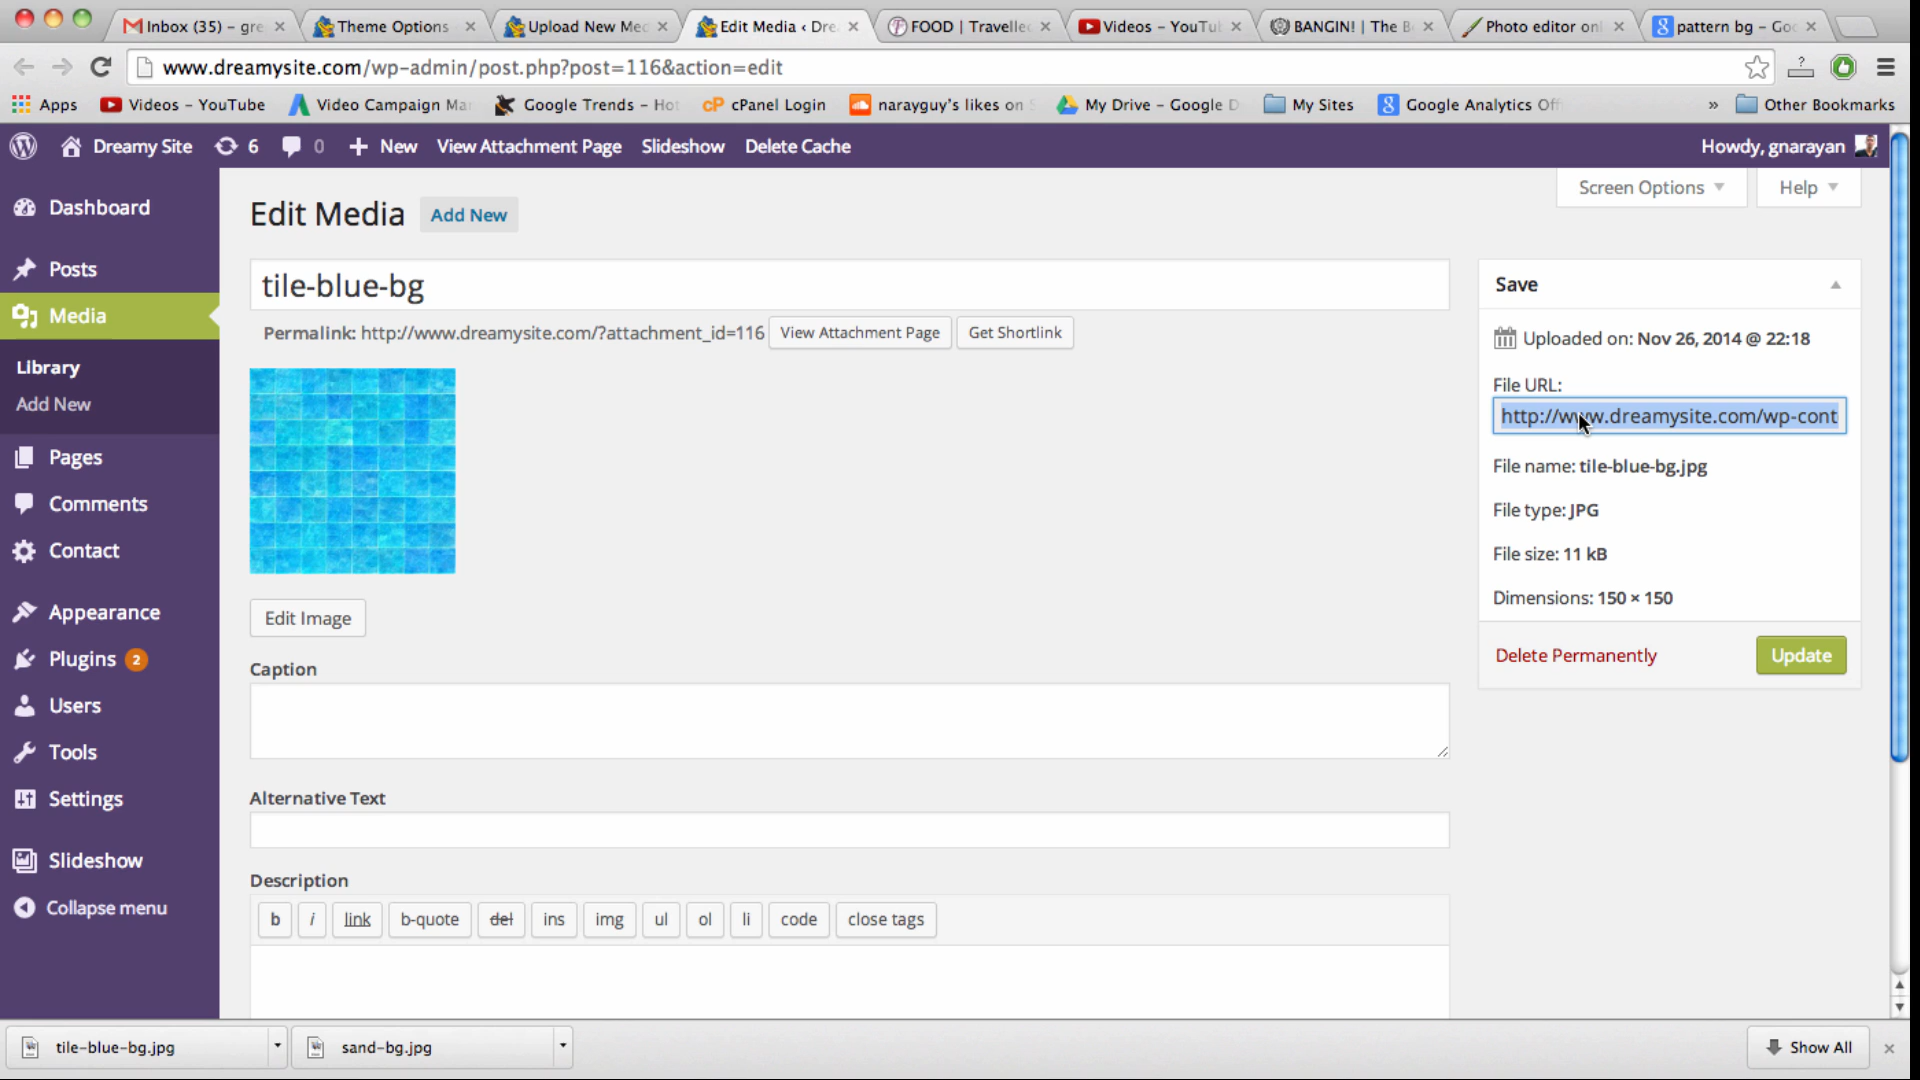 Inbox (35) – gre
Theme Options
Upload New Med
Edit Media ‹ Dre
FOOD | Travelle
Videos – YouTu
BANGIN! | The B
Photo editor on
pattern bg – Go
www.dreamysite.com/wp-admin/post.php?post=116&action=edit
Apps
Videos – YouTube
Video Campaign Ma
Google Trends – Hot
cPanel Login
narayguy's likes on
My Drive – Google D
My Sites
Google Analytics Off
»
Other Bookmarks
Dreamy Site
6
0
New
View Attachment Page
Slideshow
Delete Cache
Howdy, gnarayan
Screen Options
Help
Dashboard
Posts
Media
Library
Add New
Pages
Comments
Contact
Appearance
Plugins 2
Users
Tools
Settings
Slideshow
Collapse menu
Edit Media
Add New
tile-blue-bg
Permalink: http://www.dreamysite.com/?attachment_id=116
View Attachment Page
Get Shortlink
Edit Image
Caption
Alternative Text
Description
b
i
link
b-quote
del
ins
img
ul
ol
li
code
close tags
Save
Uploaded on: Nov 26, 2014 @ 22:18
File URL:
http://www.dreamysite.com/wp-cont
File name: tile-blue-bg.jpg
File type: JPG
File size: 11 kB
Dimensions: 150 × 150
Delete Permanently
Update
tile-blue-bg.jpg
sand-bg.jpg
Show All